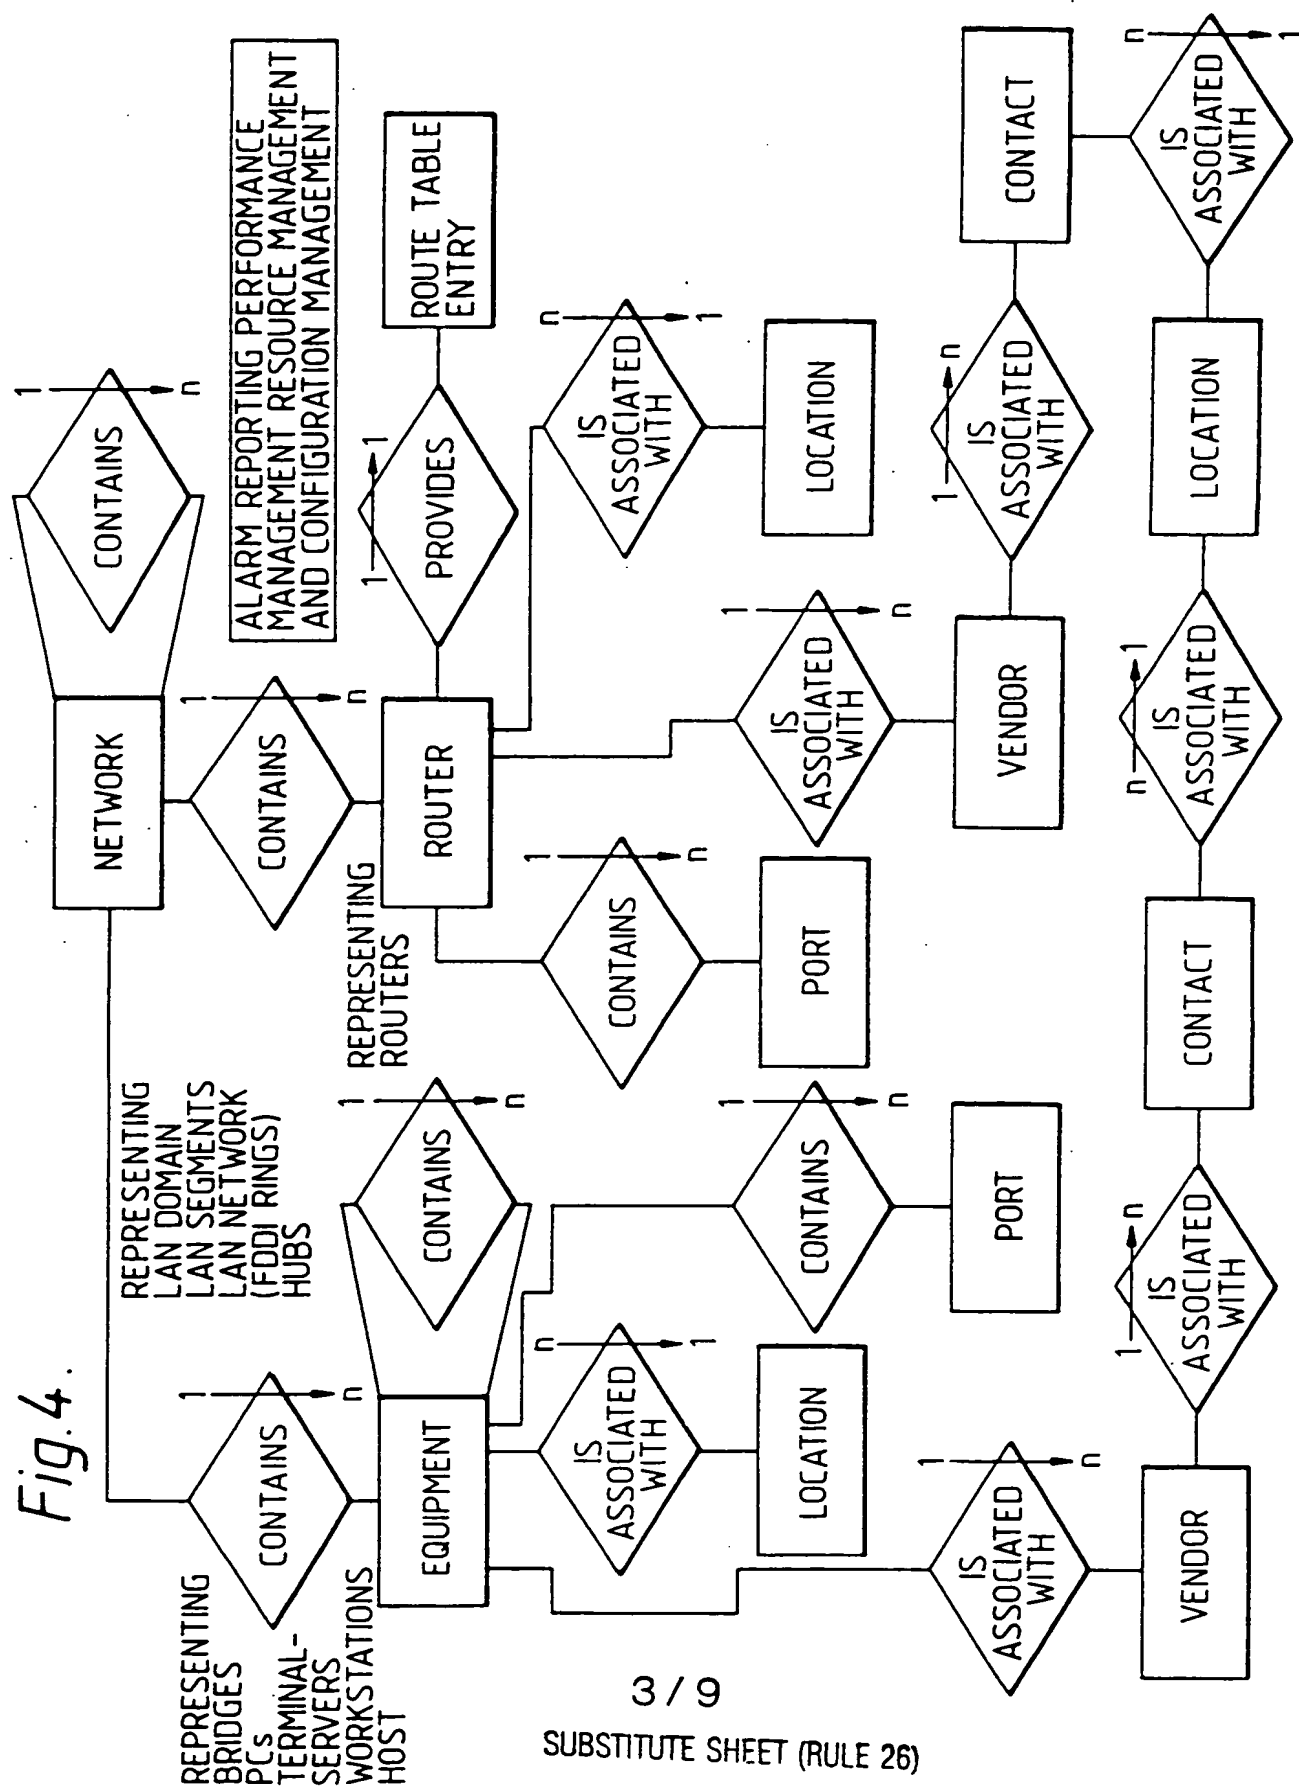 Fig.4.
NETWORK
1
n
CONTAINS
ALARM REPORTING PERFORMANCE
MANAGEMENT RESOURCE MANAGEMENT
AND CONFIGURATION MANAGEMENT
REPRESENTING
LAN DOMAIN
LAN SEGMENTS
LAN NETWORK
(FDDI RINGS)
HUBS
REPRESENTING
BRIDGES
PCs
TERMINAL-
SERVERS
WORKSTATIONS
HOST
1
n
CONTAINS
1
n
CONTAINS
EQUIPMENT
1
n
CONTAINS
REPRESENTING
ROUTERS
ROUTER
1
1
PROVIDES
ROUTE TABLE
ENTRY
n
1
IS
ASSOCIATED
WITH
LOCATION
1
n
CONTAINS
PORT
1
n
IS
ASSOCIATED
WITH
VENDOR
1
n
CONTAINS
PORT
1
n
IS
ASSOCIATED
WITH
VENDOR
n
1
IS
ASSOCIATED
WITH
LOCATION
1
n
IS
ASSOCIATED
WITH
CONTACT
1
n
IS
ASSOCIATED
WITH
CONTACT
n
1
IS
ASSOCIATED
WITH
LOCATION
n
1
IS
ASSOCIATED
WITH
3/9
SUBSTITUTE SHEET (RULE 26)